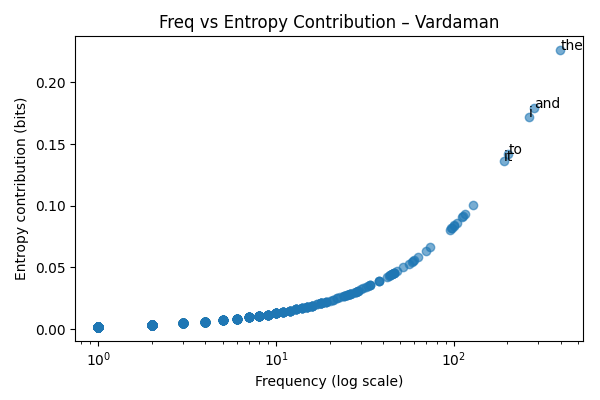 Freq vs Entropy Contribution – Vardaman
Entropy contribution (bits)
0.20
0.15
0.10
0.05
0.00
the
and
i
to
it
10⁰
10¹
10²
Frequency (log scale)